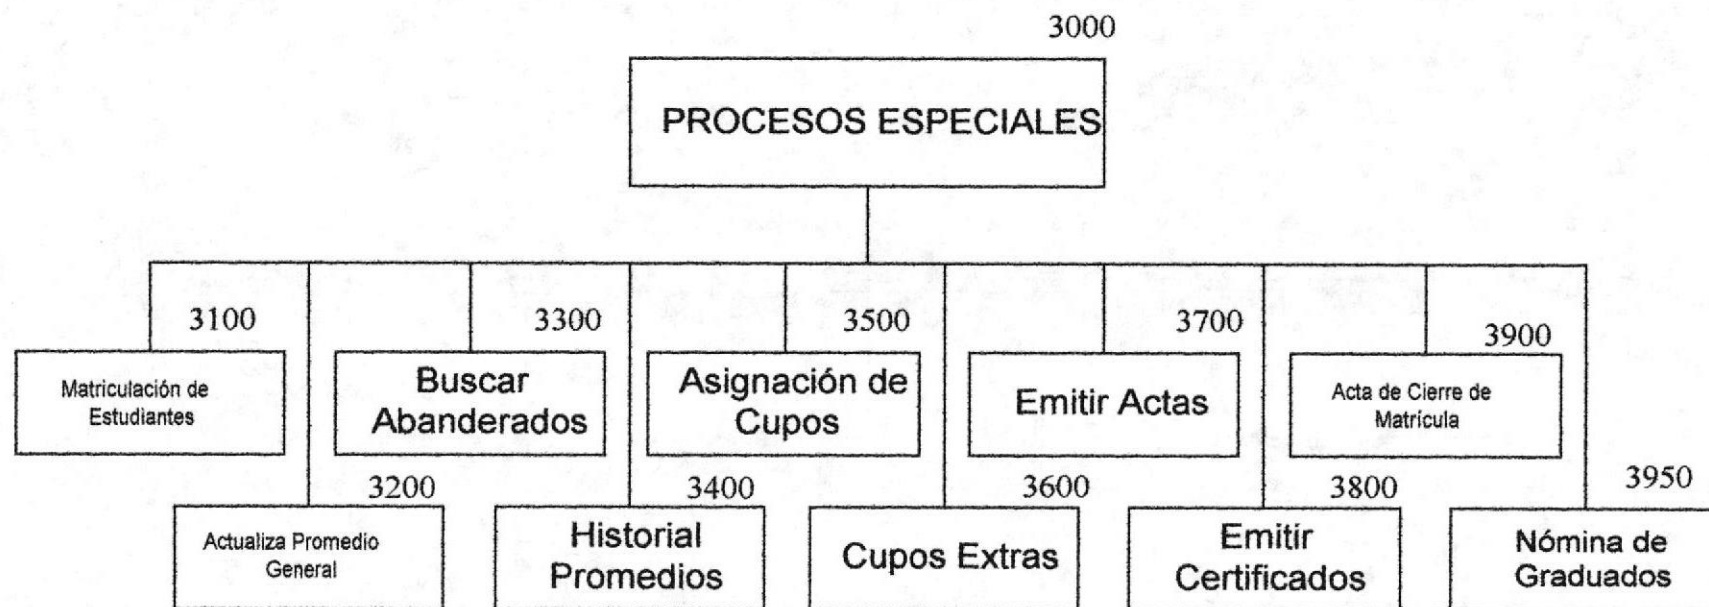 3000
PROCESOS ESPECIALES
3100
Matriculación de
Estudiantes
3300
Buscar
Abanderados
3500
Asignación de
Cupos
3700
Emitir Actas
3900
Acta de Cierre de
Matrícula
3200
Actualiza Promedio
General
3400
Historial
Promedios
3600
Cupos Extras
3800
Emitir
Certificados
3950
Nómina de
Graduados